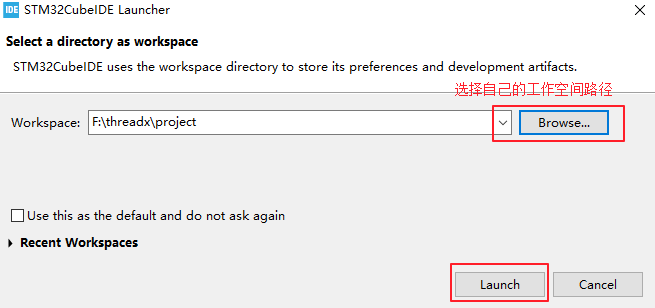 IDE STM32CubeIDE Launcher
Select a directory as workspace
STM32CubeIDE uses the workspace directory to store its preferences and development artifacts.
选择自己的工作空间路径
Workspace: F:\threadx\project Browse...
Use this as the default and do not ask again
Recent Workspaces
Launch Cancel